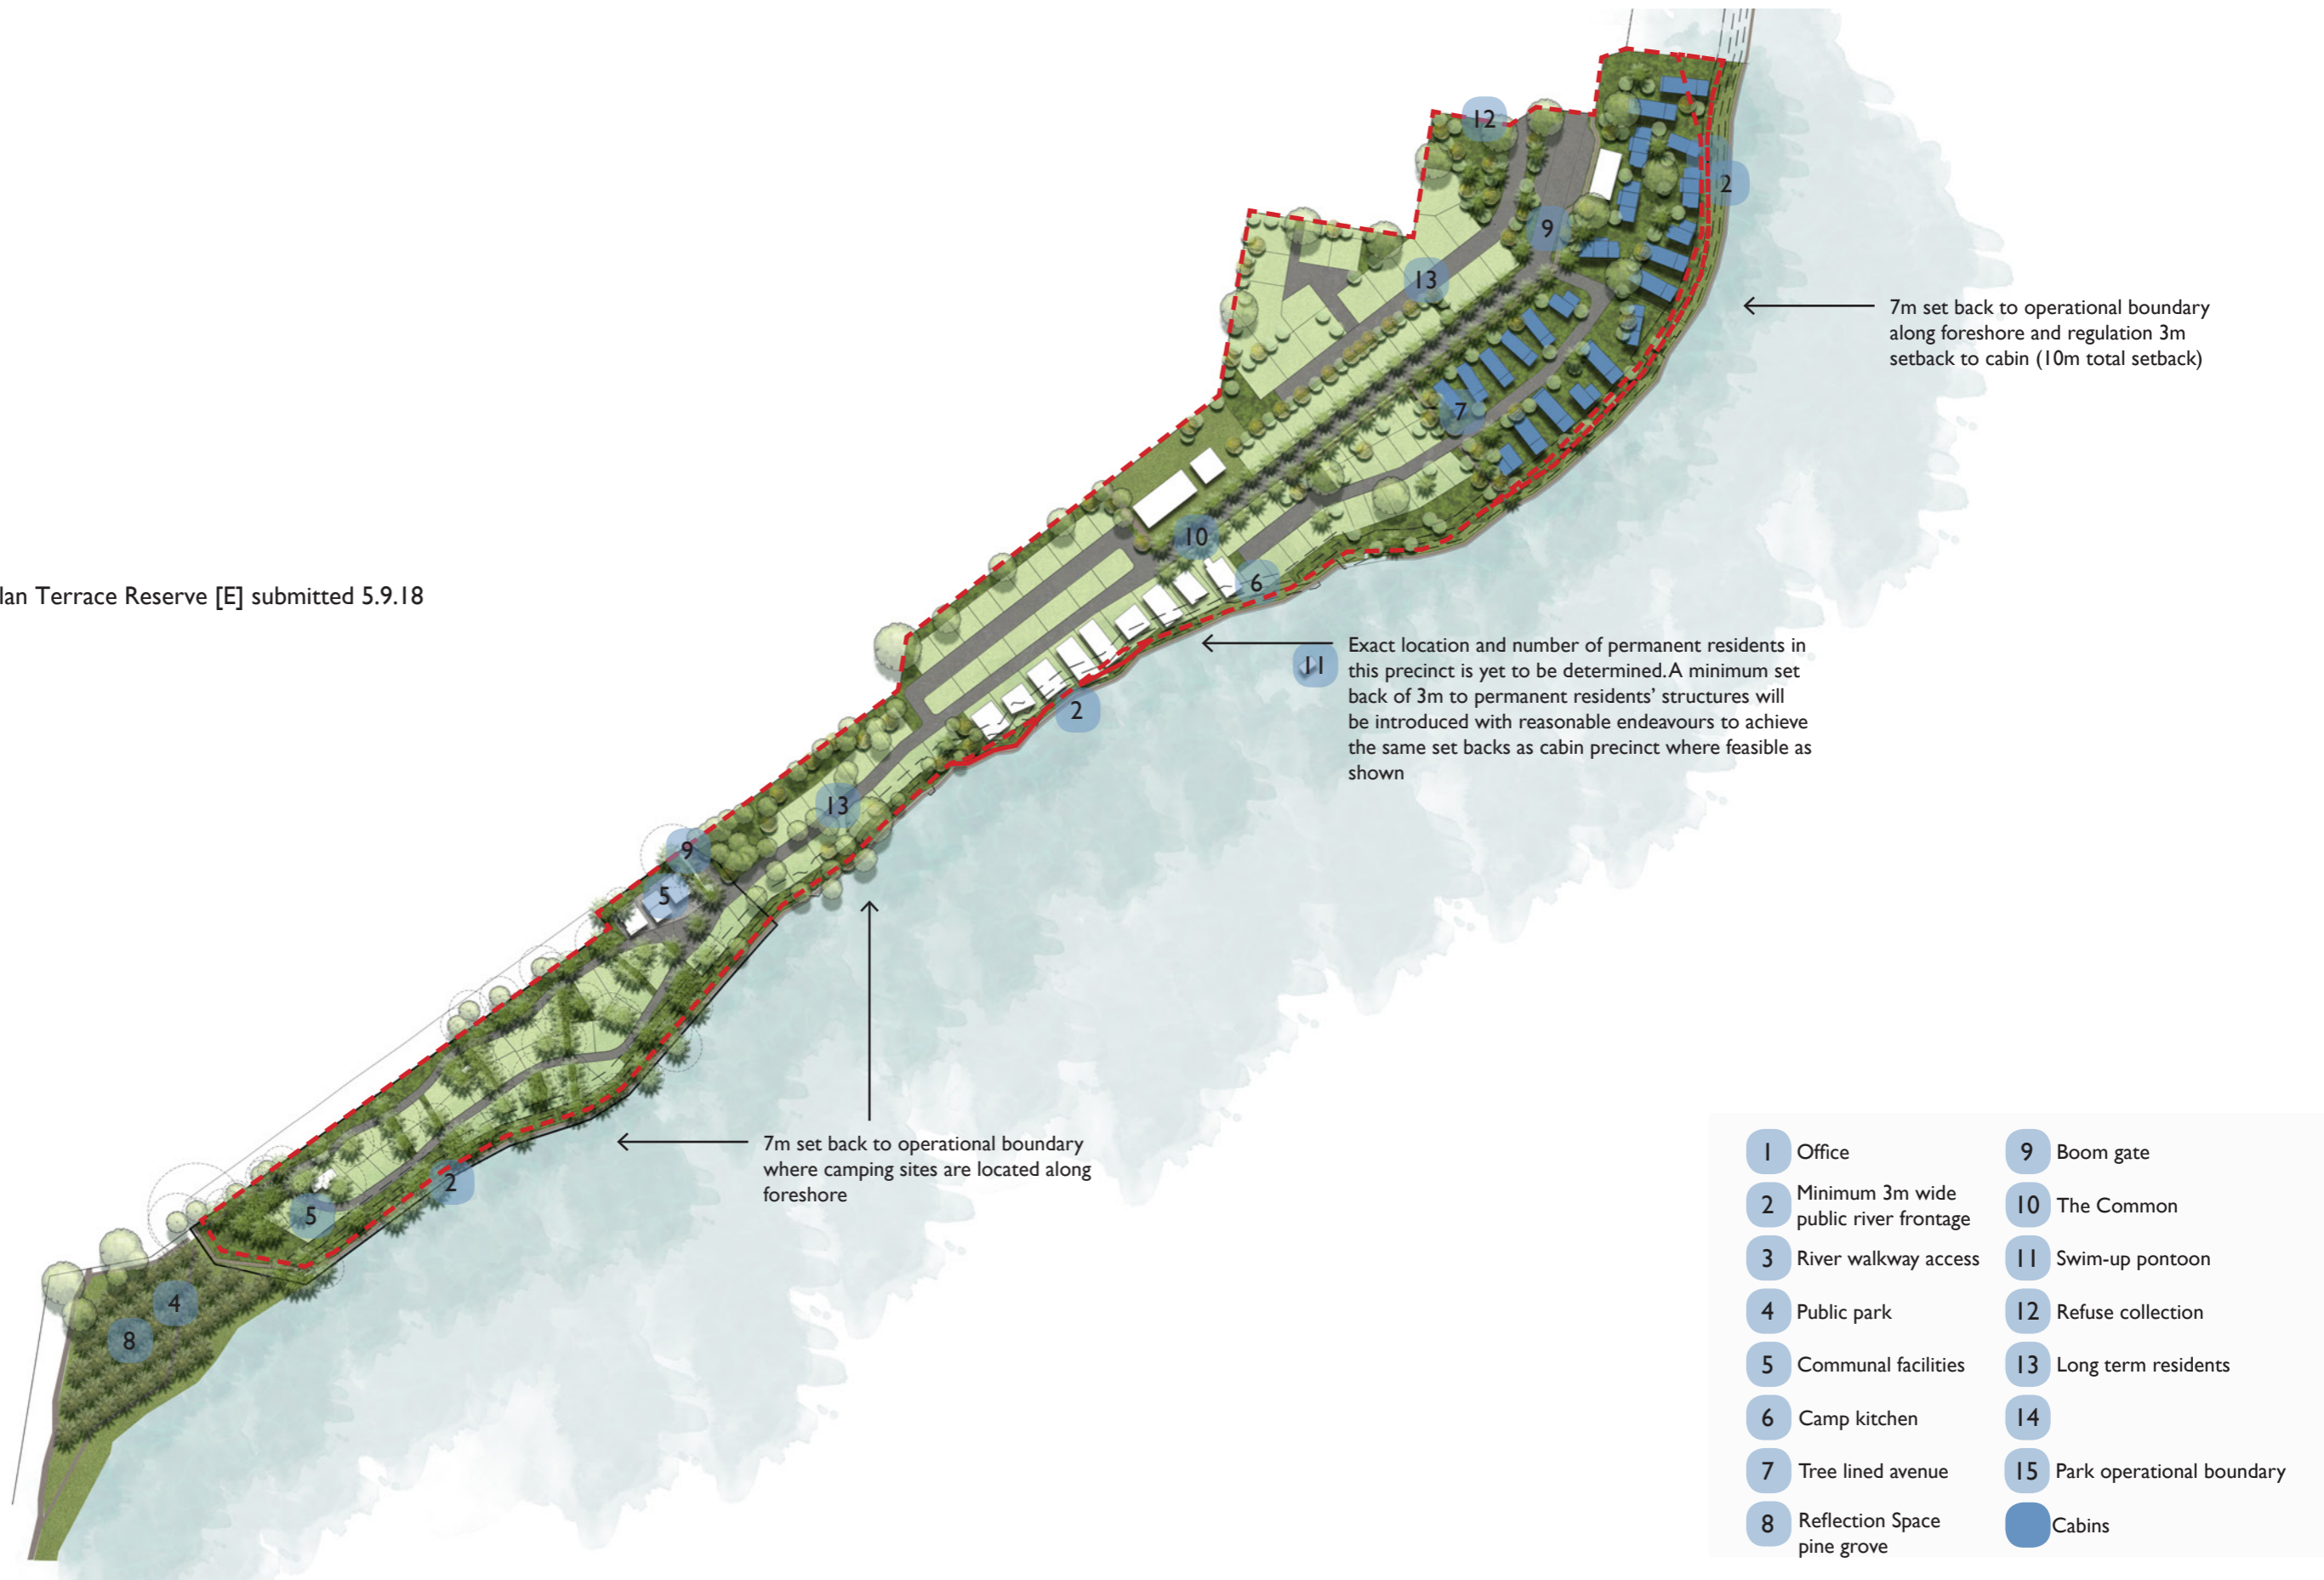 12
2
9
13
7m set back to operational boundary
along foreshore and regulation 3m
setback to cabin (10m total setback)
7
10
6
lan Terrace Reserve [E] submitted 5.9.18
11
Exact location and number of permanent residents in
this precinct is yet to be determined. A minimum set
back of 3m to permanent residents' structures will
be introduced with reasonable endeavours to achieve
the same set backs as cabin precinct where feasible as
shown
2
13
9
5
7m set back to operational boundary
where camping sites are located along
foreshore
2
5
4
8
1 Office
2 Minimum 3m wide
public river frontage
3 River walkway access
4 Public park
5 Communal facilities
6 Camp kitchen
7 Tree lined avenue
8 Reflection Space
pine grove
9 Boom gate
10 The Common
11 Swim-up pontoon
12 Refuse collection
13 Long term residents
14
15 Park operational boundary
Cabins